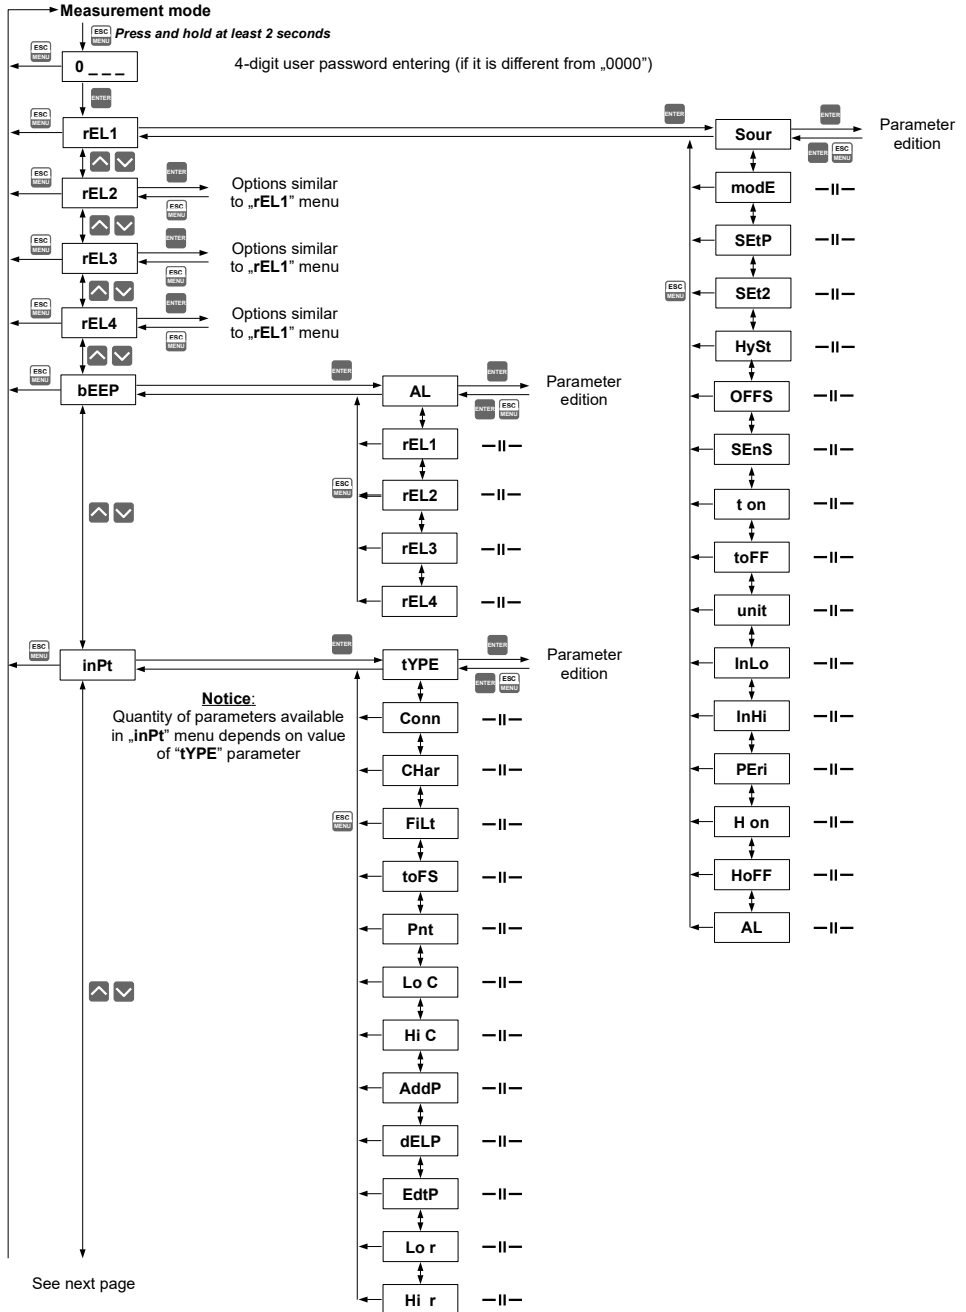 Measurement mode
ESC
MENU
Press and hold at least 2 seconds
ESC
MENU
0 _ _ _
4-digit user password entering (if it is different from „0000”)
ENTER
ESC
MENU
rEL1
ENTER
Sour
ENTER
ENTER
ESC
MENU
Parameter
edition
ESC
MENU
rEL2
ENTER
ESC
MENU
Options similar
to „rEL1” menu
modE
–II–
ESC
MENU
rEL3
ENTER
ESC
MENU
Options similar
to „rEL1” menu
SEtP
–II–
ESC
MENU
SEt2
–II–
ESC
MENU
rEL4
ENTER
ESC
MENU
Options similar
to „rEL1” menu
HySt
–II–
ESC
MENU
bEEP
ENTER
AL
ENTER
ENTER
ESC
MENU
Parameter
edition
OFFS
–II–
rEL1
–II–
SEnS
–II–
ESC
MENU
rEL2
–II–
t on
–II–
rEL3
–II–
toFF
–II–
rEL4
–II–
unit
–II–
ESC
MENU
inPt
ENTER
tYPE
ENTER
ENTER
ESC
MENU
Parameter
edition
InLo
–II–
Notice:
Quantity of parameters available
in „inPt” menu depends on value
of “tYPE” parameter
Conn
–II–
InHi
–II–
CHar
–II–
PEri
–II–
ESC
MENU
FiLt
–II–
H on
–II–
toFS
–II–
HoFF
–II–
Pnt
–II–
AL
–II–
Lo C
–II–
Hi C
–II–
AddP
–II–
dELP
–II–
EdtP
–II–
Lo r
–II–
Hi r
–II–
See next page